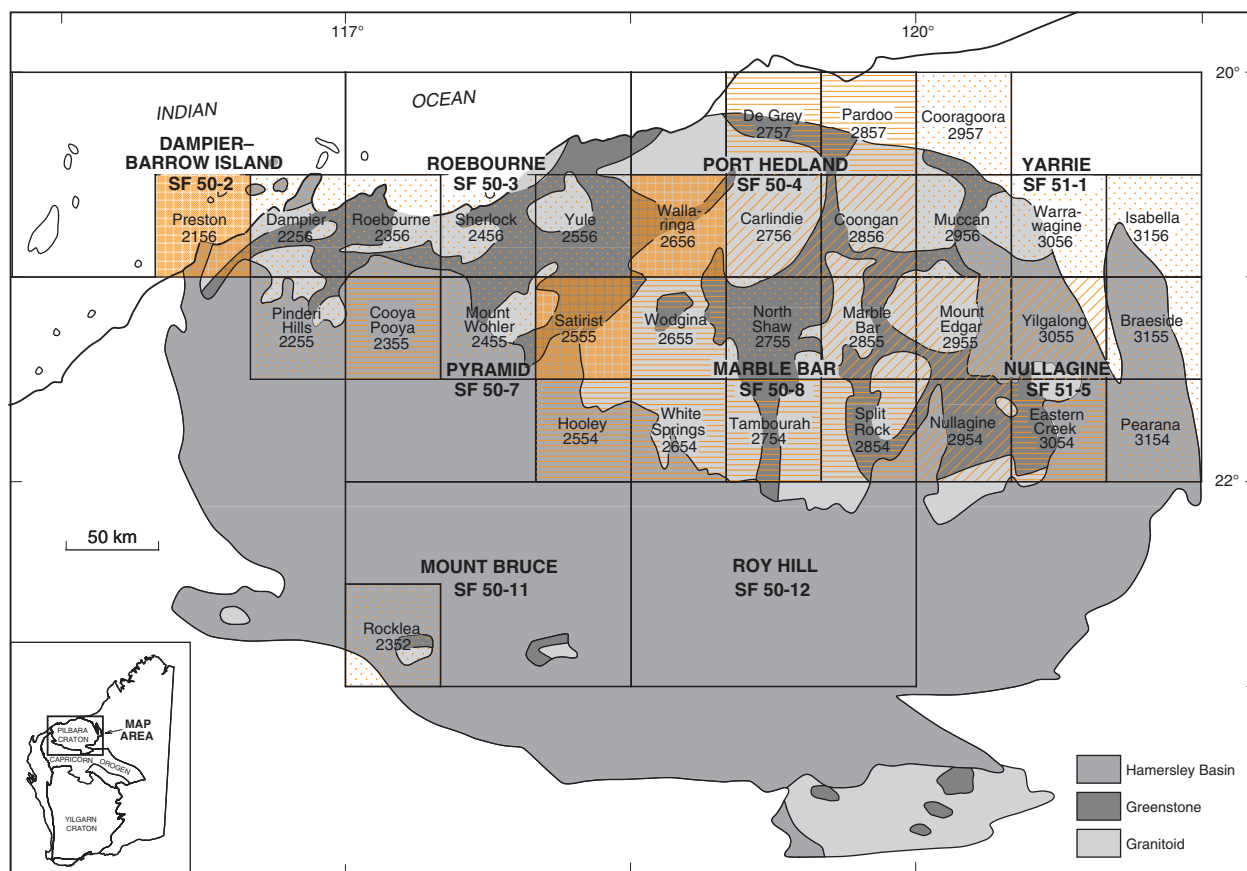 117°
120°
20°
INDIAN
OCEAN
De Grey
2757
Pardoo
2857
Cooragoora
2957
DAMPIER–
BARROW ISLAND
SF 50-2
ROEBOURNE
SF 50-3
PORT HEDLAND
SF 50-4
YARRIE
SF 51-1
Preston
2156
Dampier
2256
Roebourne
2356
Sherlock
2456
Yule
2556
Walla-
ringa
2656
Carlindie
2756
Coongan
2856
Muccan
2956
Warra-
wagine
3056
Isabella
3156
Pinderi
Hills
2255
Cooya
Pooya
2355
Mount
Wohler
2455
Satirist
2555
Wodgina
2655
North
Shaw
2755
Marble
Bar
2855
Mount
Edgar
2955
Yilgalong
3055
Braeside
3155
PYRAMID
SF 50-7
MARBLE BAR
SF 50-8
NULLAGINE
SF 51-5
Hooley
2554
White
Springs
2654
Tambourah
2754
Split
Rock
2854
Nullagine
2954
Eastern
Creek
3054
Pearana
3154
22°
50 km
MOUNT BRUCE
SF 50-11
ROY HILL
SF 50-12
Rocklea
2352
PILBARA
CRATON
MAP
AREA
CAPRICORN OROGEN
YILGARN
CRATON
Hamersley Basin
Greenstone
Granitoid